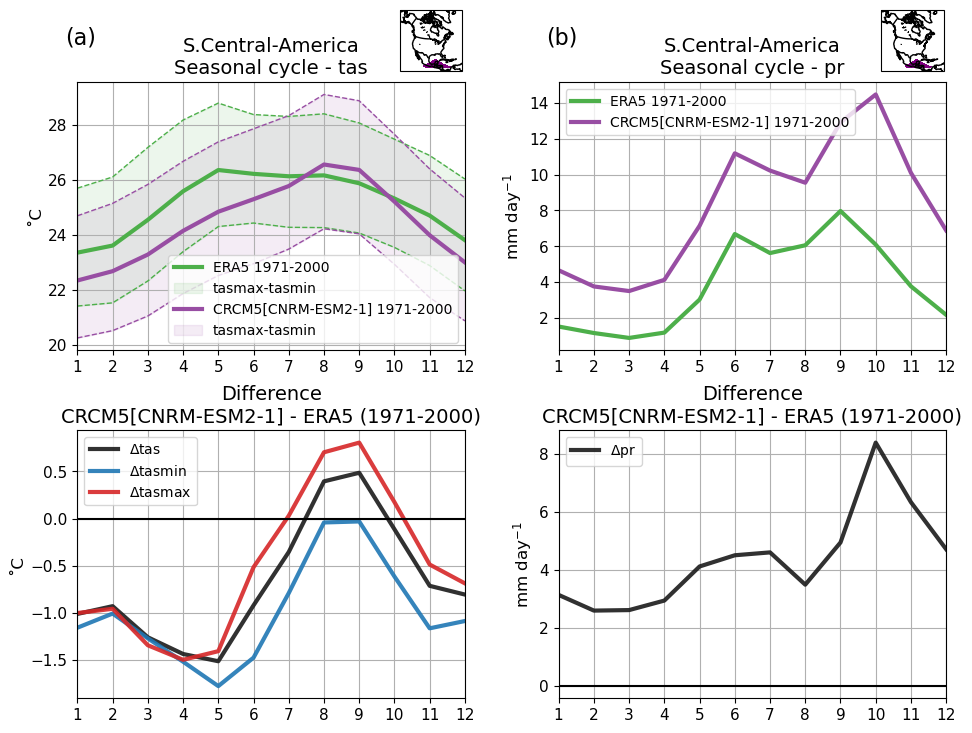 (a)
S.Central-America
Seasonal cycle - tas
28
26
24
22
20
˚C
ERA5 1971-2000
tasmax-tasmin
CRCM5[CNRM-ESM2-1] 1971-2000
tasmax-tasmin
1 2 3 4 5 6 7 8 9 10 11 12
(b)
S.Central-America
Seasonal cycle - pr
14
12
10
8
6
4
2
mm day⁻¹
ERA5 1971-2000
CRCM5[CNRM-ESM2-1] 1971-2000
1 2 3 4 5 6 7 8 9 10 11 12
Difference
CRCM5[CNRM-ESM2-1] - ERA5 (1971-2000)
0.5
0.0
−0.5
−1.0
−1.5
˚C
Δtas
Δtasmin
Δtasmax
1 2 3 4 5 6 7 8 9 10 11 12
Difference
CRCM5[CNRM-ESM2-1] - ERA5 (1971-2000)
8
6
4
2
0
mm day⁻¹
Δpr
1 2 3 4 5 6 7 8 9 10 11 12